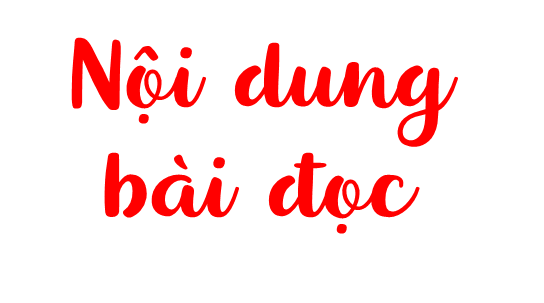 Nội dung
bài đọc